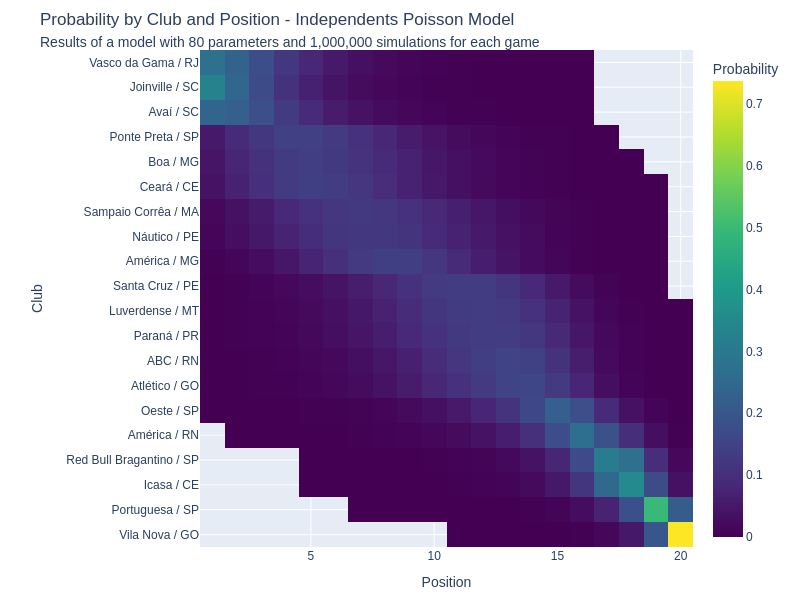 Probability by Club and Position - Independents Poisson Model
Results of a model with 80 parameters and 1,000,000 simulations for each game
Probability
Vasco da Gama / RJ
Joinville / SC
Avaí / SC
Ponte Preta / SP
Boa / MG
Ceará / CE
Sampaio Corrêa / MA
Náutico / PE
América / MG
Santa Cruz / PE
Luverdense / MT
Paraná / PR
ABC / RN
Atlético / GO
Oeste / SP
América / RN
Red Bull Bragantino / SP
Icasa / CE
Portuguesa / SP
Vila Nova / GO
Club
5
10
15
20
Position
0.7
0.6
0.5
0.4
0.3
0.2
0.1
0